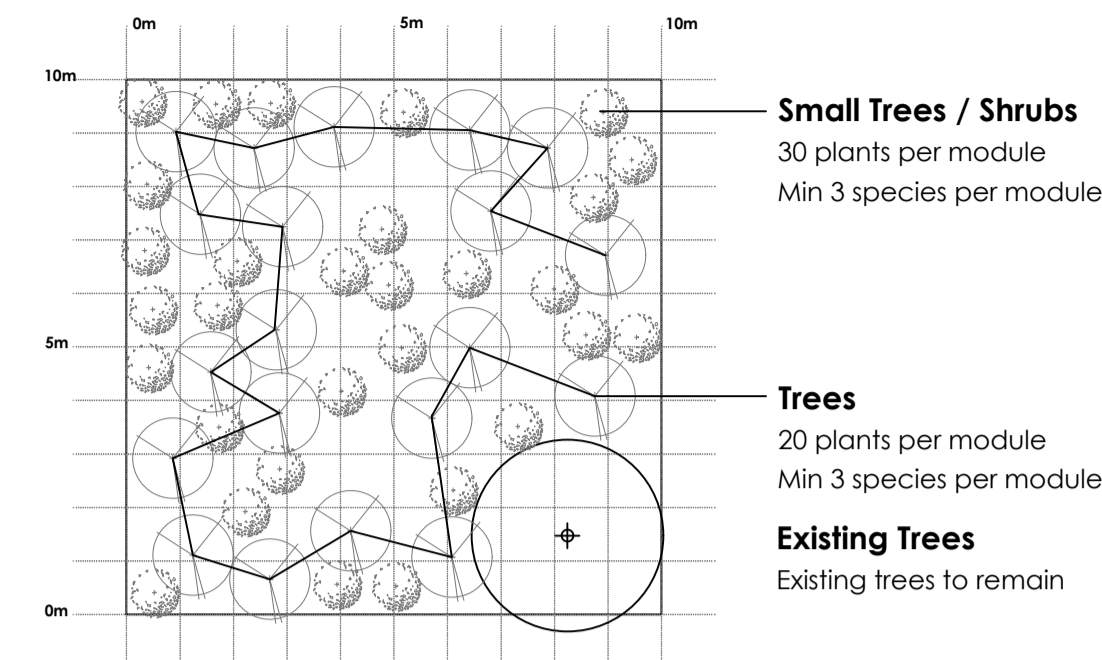 0m
5m
10m
10m
Small Trees / Shrubs
30 plants per module
Min 3 species per module
5m
Trees
20 plants per module
Min 3 species per module
Existing Trees
Existing trees to remain
0m